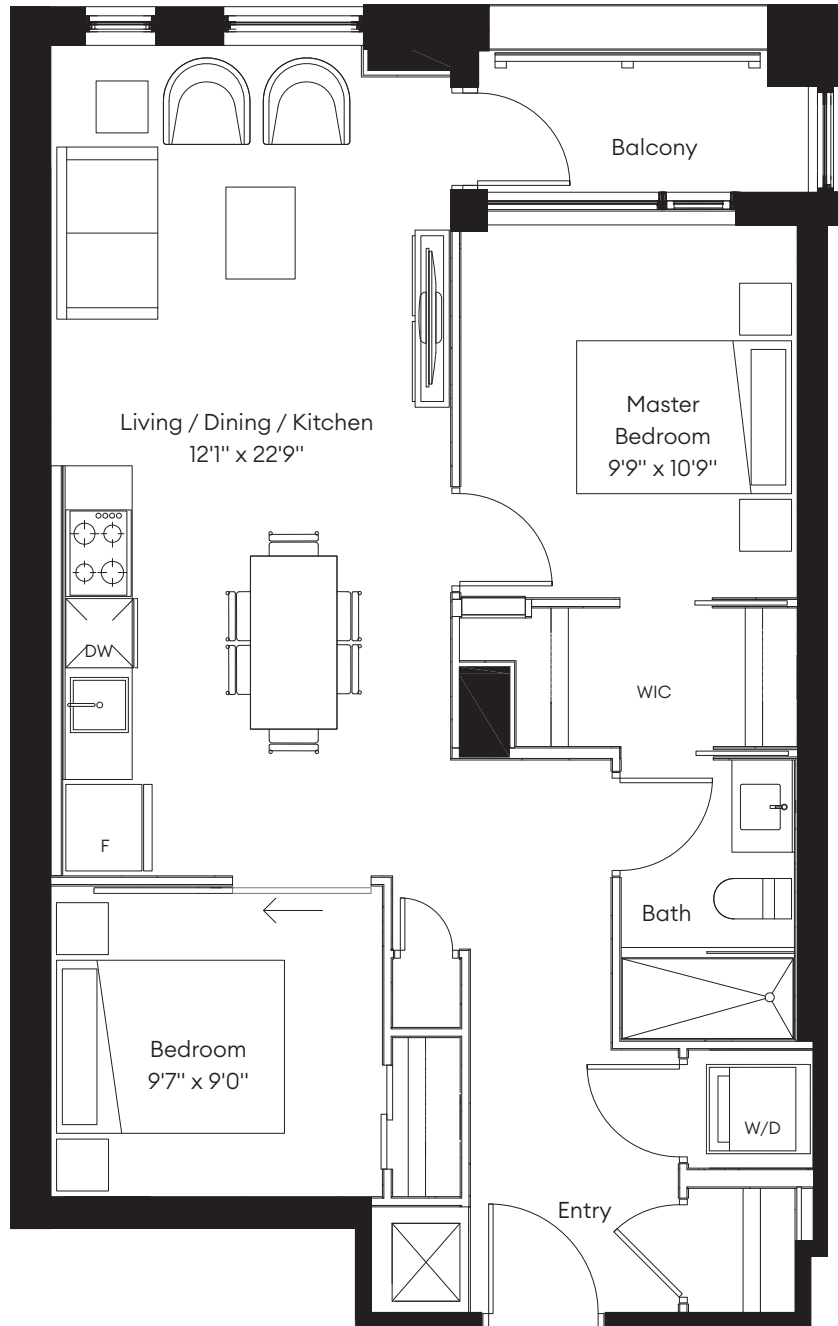 Balcony
Living / Dining / Kitchen
12'1" x 22'9"
Master
Bedroom
9'9" x 10'9"
DW
WIC
F
Bath
Bedroom
9'7" x 9'0"
W/D
Entry